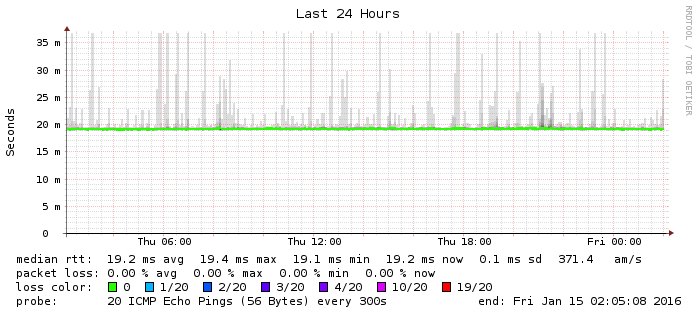 Last 24 Hours
RRDTOOL / TOBI OETIKER
Seconds
35 m
30 m
25 m
20 m
15 m
10 m
5 m
0
Thu 06:00 Thu 12:00 Thu 18:00 Fri 00:00
median rtt: 19.2 ms avg 19.4 ms max 19.1 ms min 19.2 ms now 0.1 ms sd 371.4 am/s
packet loss: 0.00 % avg 0.00 % max 0.00 % min 0.00 % now
loss color: 0 1/20 2/20 3/20 4/20 10/20 19/20
probe: 20 ICMP Echo Pings (56 Bytes) every 300s end: Fri Jan 15 02:05:08 2016